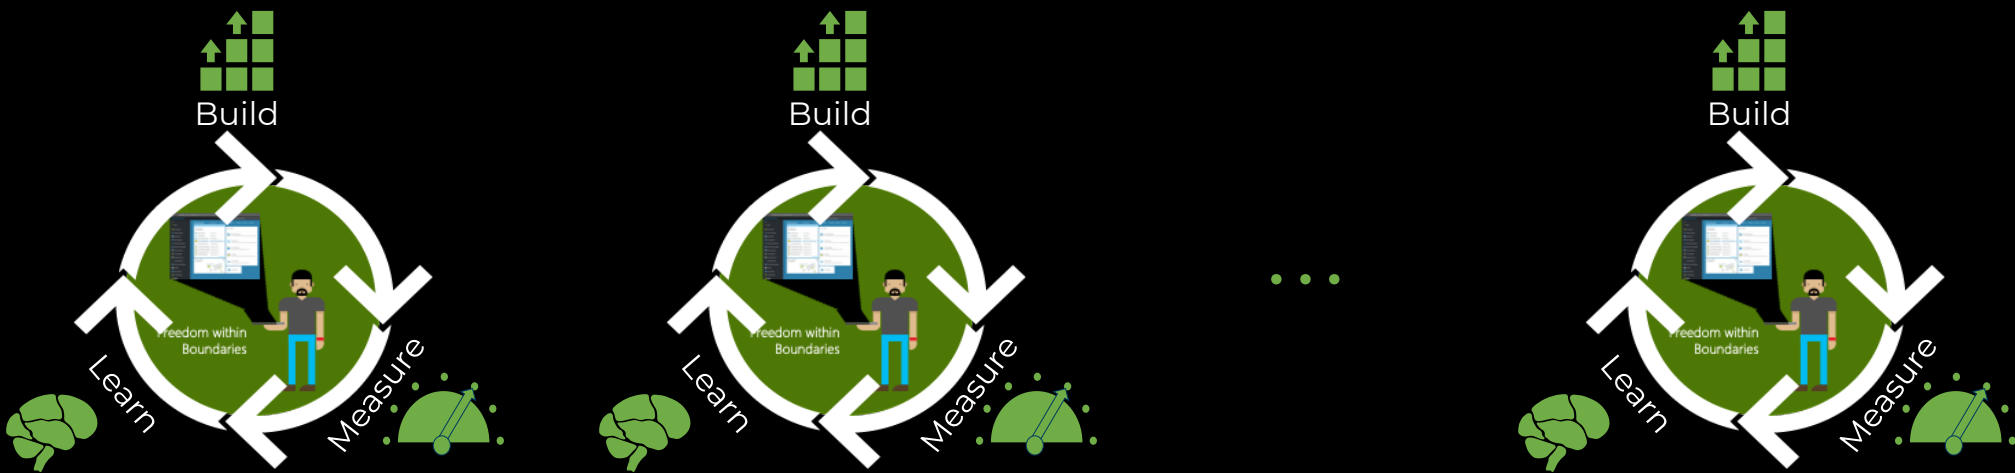 Build
Freedom within
Boundaries
Learn
Measure
Build
Freedom within
Boundaries
Learn
Measure
...
Build
Freedom within
Boundaries
Learn
Measure